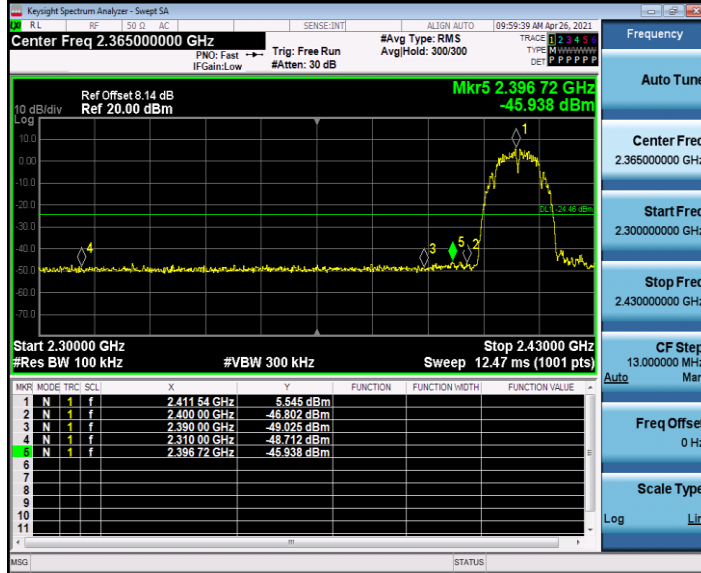 Keysight Spectrum Analyzer - Swept SA
RL RF 50 Ω AC SENSE:INT ALIGN AUTO 09:59:39 AM Apr 26, 2021
Center Freq 2.365000000 GHz #Avg Type: RMS TRACE 1 2 3 4 5 6
PNO: Fast Trig: Free Run Avg|Hold: 300/300 TYPE M WWWWW
IFGain:Low #Atten: 30 dB DET P P P P P P
Ref Offset 8.14 dB Mkr5 2.396 72 GHz
10 dB/div Ref 20.00 dBm -45.938 dBm
Log
10.0
0.00
-10.0
-20.0
DL1 -24.46 dBm
-30.0
-40.0
-50.0
-60.0
-70.0
1
4
3
5
2
Start 2.30000 GHz Stop 2.43000 GHz
#Res BW 100 kHz #VBW 300 kHz Sweep 12.47 ms (1001 pts)
MKR MODE TRC SCL X Y FUNCTION FUNCTION WIDTH FUNCTION VALUE
1 N 1 f 2.411 54 GHz 5.545 dBm
2 N 1 f 2.400 00 GHz -46.802 dBm
3 N 1 f 2.390 00 GHz -49.025 dBm
4 N 1 f 2.310 00 GHz -48.712 dBm
5 N 1 f 2.396 72 GHz -45.938 dBm
6
7
8
9
10
11
MSG STATUS
Frequency
Auto Tune
Center Freq
2.365000000 GHz
Start Freq
2.300000000 GHz
Stop Freq
2.430000000 GHz
CF Step
13.000000 MHz
Auto Man
Freq Offset
0 Hz
Scale Type
Log Lin